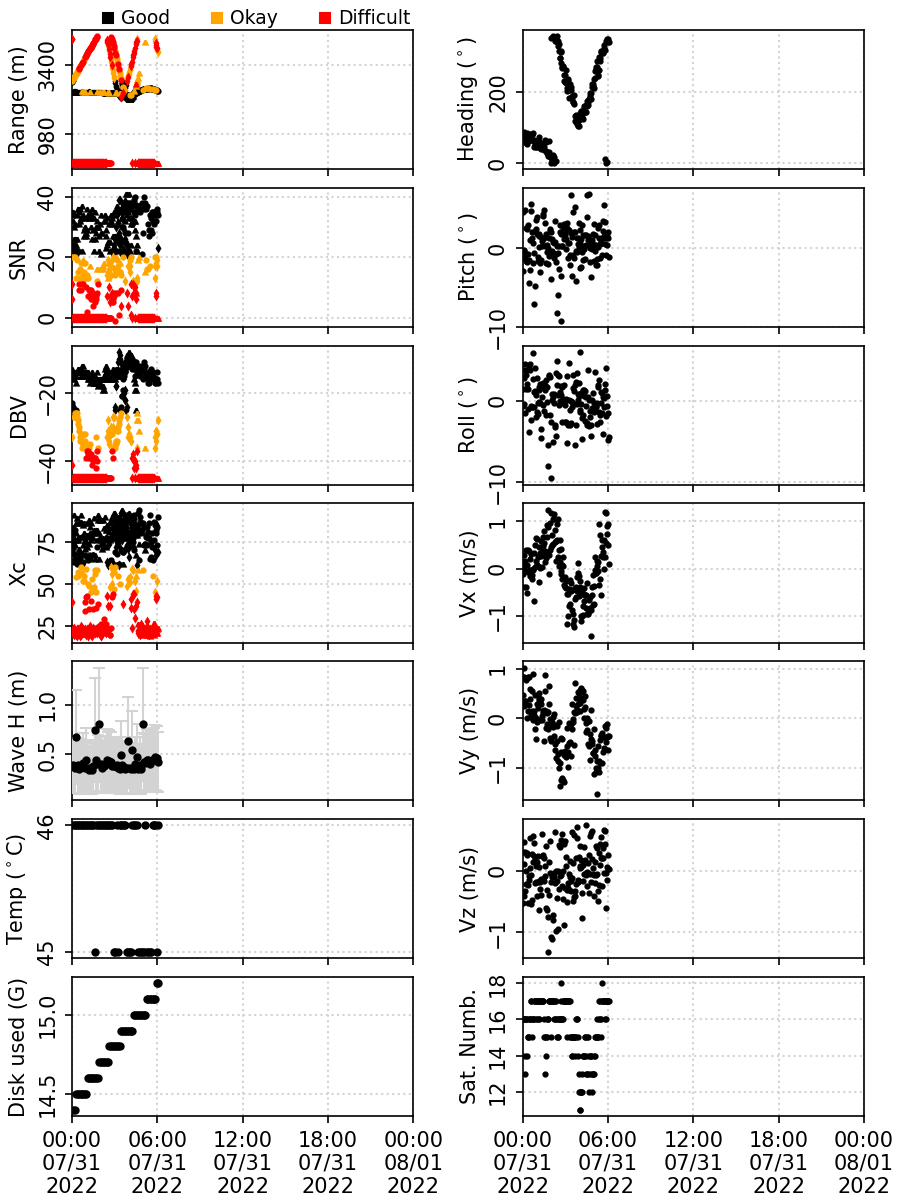 Good Okay Difficult
Range (m)
3400
980
Heading (°)
200
0
SNR
40
20
0
Pitch (°)
0
−10
DBV
−20
−40
Roll (°)
0
−10
Xc
75
50
25
Vx (m/s)
1
0
−1
Wave H (m)
1.0
0.5
Vy (m/s)
1
0
−1
Temp (°C)
46
45
Vz (m/s)
0
−1
Disk used (G)
15.0
14.5
Sat. Numb.
18
16
14
12
00:00 06:00 12:00 18:00 00:00
07/31 07/31 07/31 07/31 08/01
2022 2022 2022 2022 2022
00:00 06:00 12:00 18:00 00:00
07/31 07/31 07/31 07/31 08/01
2022 2022 2022 2022 2022